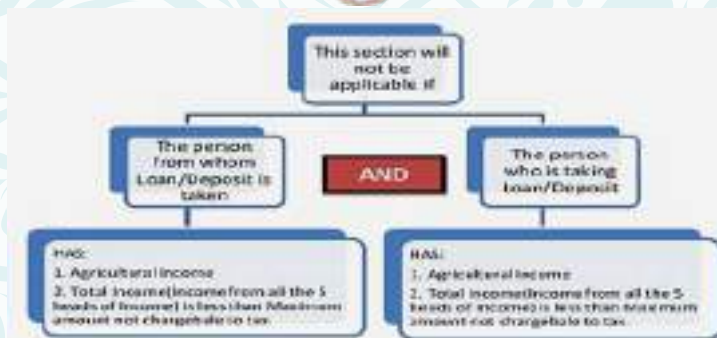 This section will
not be
applicable if
The person
from whom
Loan/Deposit is
taken
AND
The person
who is taking
Loan/Deposit
HAS:
1. Agricultural Income
2. Total Income(Income from all the 5
heads of Income) is less than Maximum
amount not chargebale to tax
HAS:
1. Agricultural Income
2. Total Income(Income from all the 5
heads of Income) is less than Maximum
amount not chargebale to tax